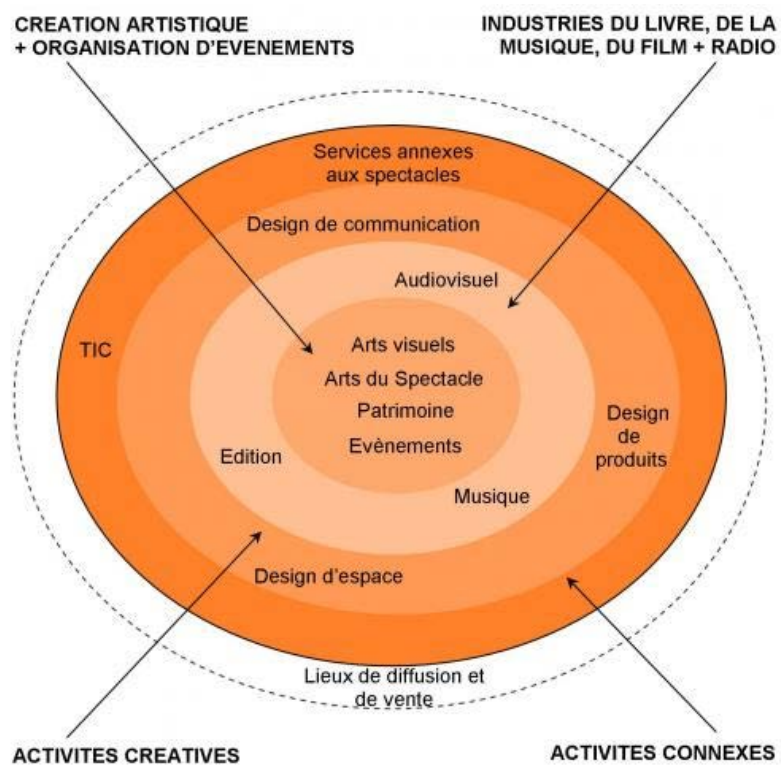 CREATION ARTISTIQUE
+ ORGANISATION D'EVENEMENTS
INDUSTRIES DU LIVRE, DE LA
MUSIQUE, DU FILM + RADIO
Services annexes
aux spectacles
Design de communication
Audiovisuel
TIC
Arts visuels
Arts du Spectacle
Patrimoine
Evènements
Design
de
produits
Edition
Musique
Design d'espace
Lieux de diffusion et
de vente
ACTIVITES CREATIVES
ACTIVITES CONNEXES